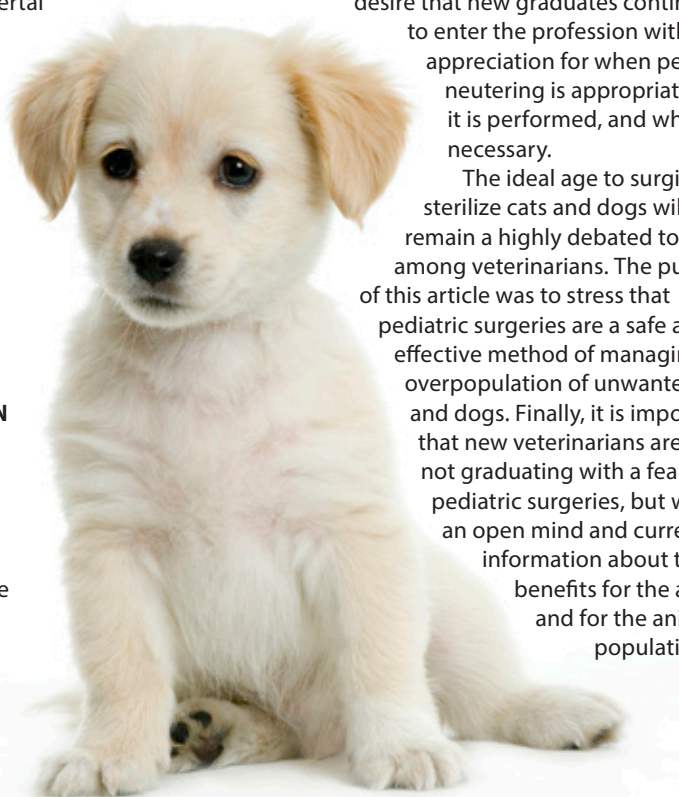 ertal
N
e
desire that new graduates contin
to enter the profession with
appreciation for when pe
neutering is appropriat
it is performed, and wh
necessary.
The ideal age to surgi
sterilize cats and dogs wil
remain a highly debated to
among veterinarians. The pu
of this article was to stress that
pediatric surgeries are a safe a
effective method of managin
overpopulation of unwante
and dogs. Finally, it is impo
that new veterinarians are
not graduating with a fea
pediatric surgeries, but w
an open mind and curre
information about t
benefits for the a
and for the ani
populati